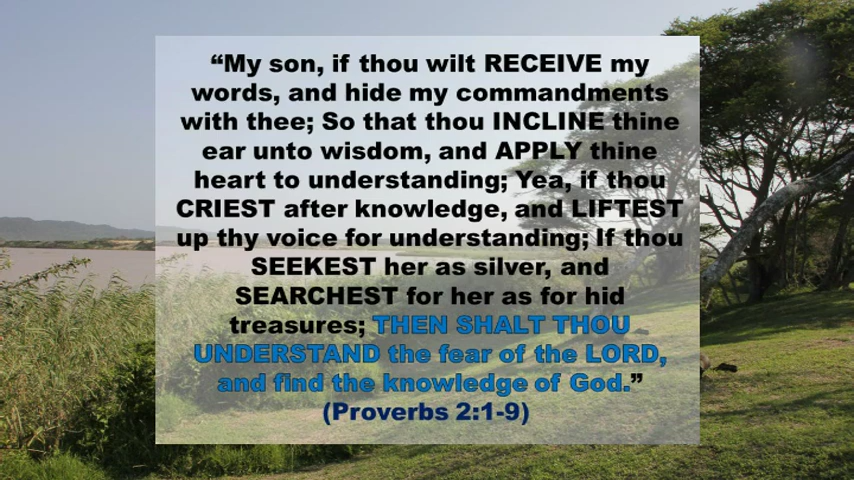 “My son, if thou wilt RECEIVE my
words, and hide my commandments
with thee; So that thou INCLINE thine
ear unto wisdom, and APPLY thine
heart to understanding; Yea, if thou
CRIEST after knowledge, and LIFTEST
up thy voice for understanding; If thou
SEEKEST her as silver, and
SEARCHEST for her as for hid
treasures; THEN SHALT THOU
UNDERSTAND the fear of the LORD,
and find the knowledge of God.”
(Proverbs 2:1-9)